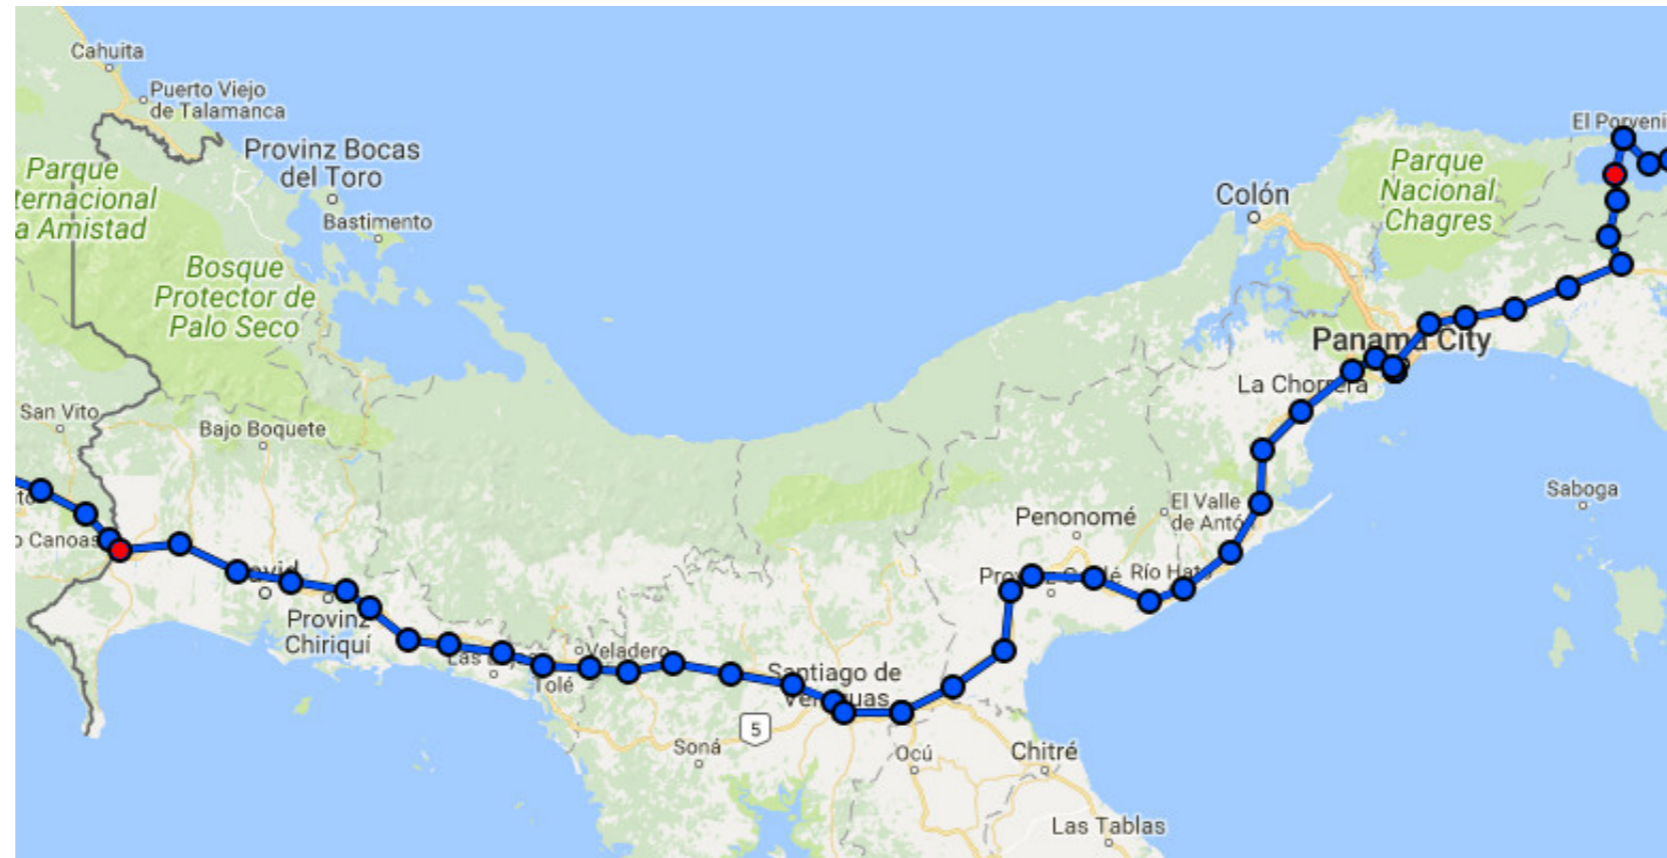 Cahuita
Puerto Viejo
de Talamanca
Provinz Bocas
del Toro
Parque
ternacional
a Amistad
Bastimento
Bosque
Protector de
Palo Seco
El Porveni
Parque
Nacional
Chagres
Colón
Panama City
La Chorrera
San Vito
Bajo Boquete
Saboga
El Valle
de Antó
Penonomé
Canoas
Río Hato
Provinz
Chiriquí
Veladero
Tolé
Santiago de
5
Soná
Ocú
Chitré
Las Tablas